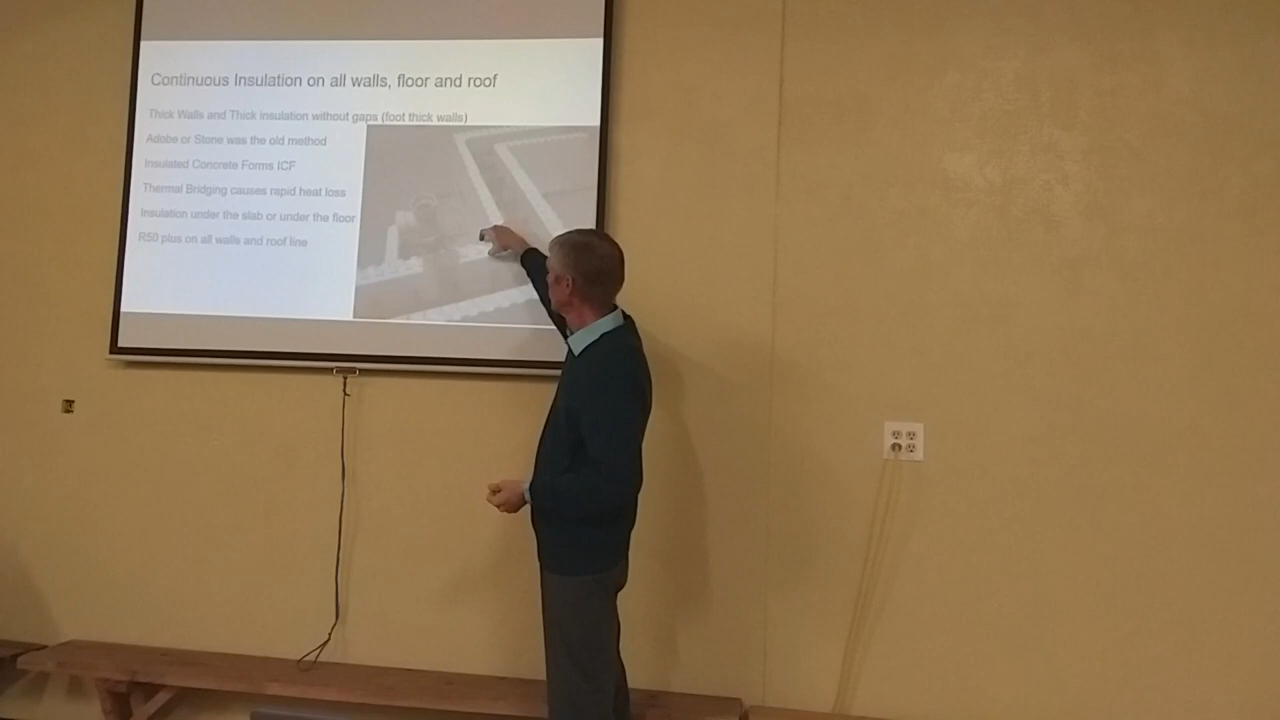 Continuous Insulation on all walls, floor and roof
Thick Walls and Thick insulation without gaps (foot thick walls)
Adobe or Stone was the old method
Insulated Concrete Forms ICF
Thermal Bridging causes rapid heat loss
Insulation under the slab or under the floor
R50 plus on all walls and roof line